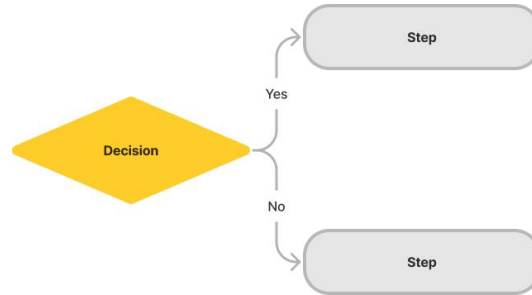 Step
Yes
Decision
No
Step